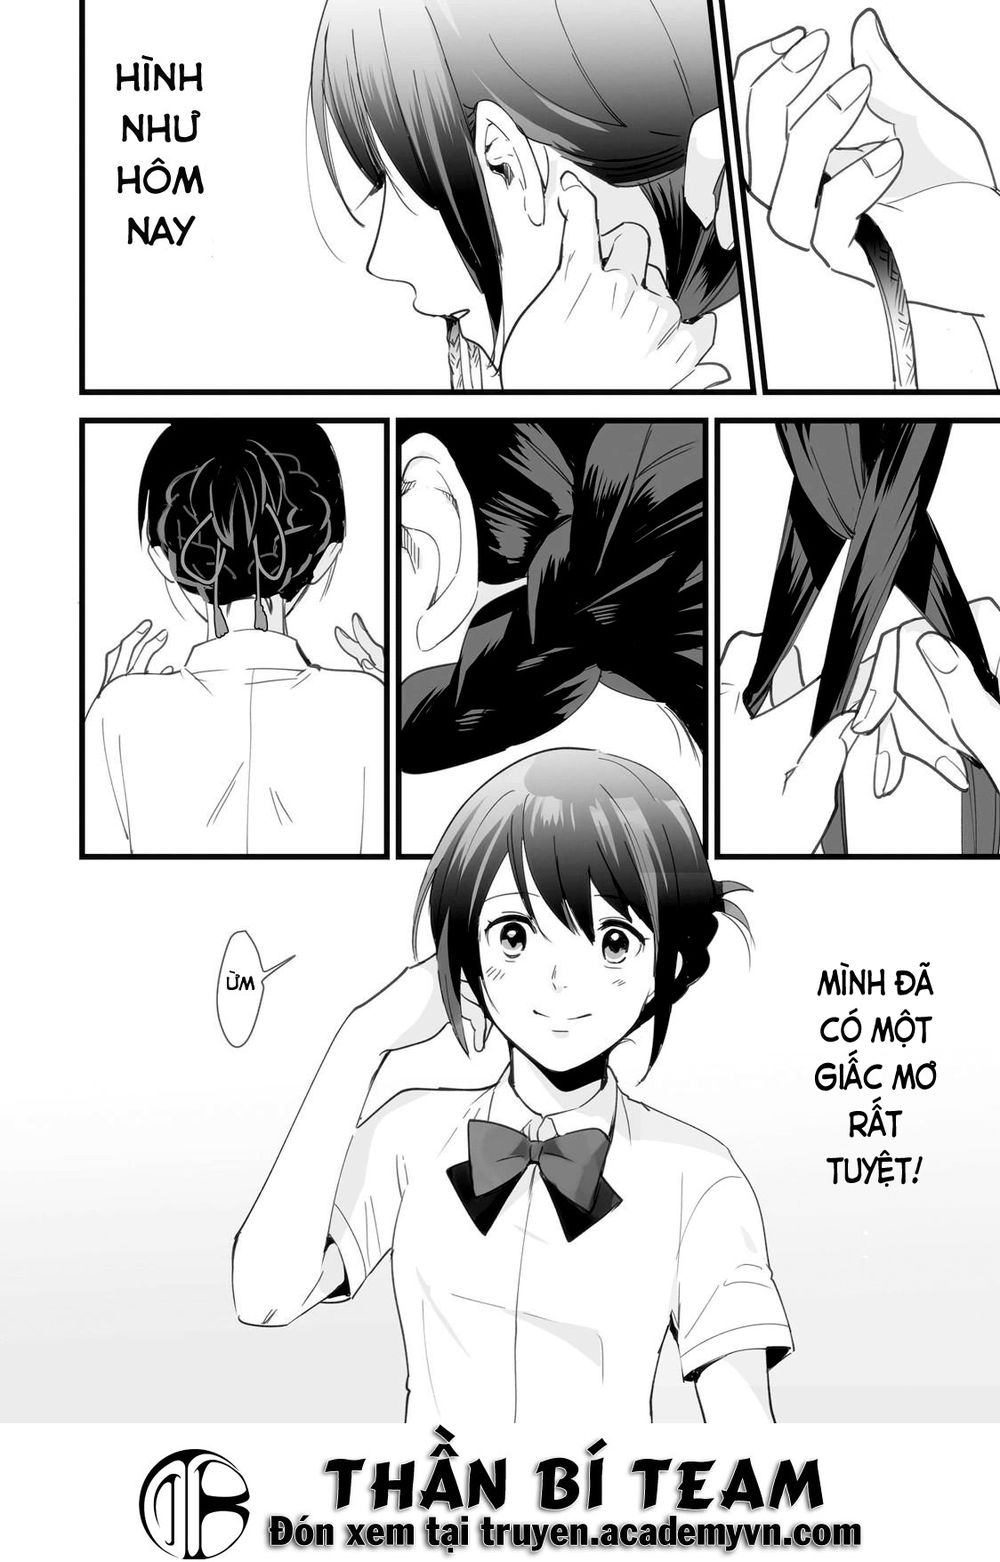 HÌNH
NHƯ
HÔM
NAY
ỪM
MÌNH ĐÃ
CÓ MỘT
GIẤC MƠ
RẤT
TUYỆT!
THẦN BÍ TEAM
Đón xem tại truyen.academyvn.com